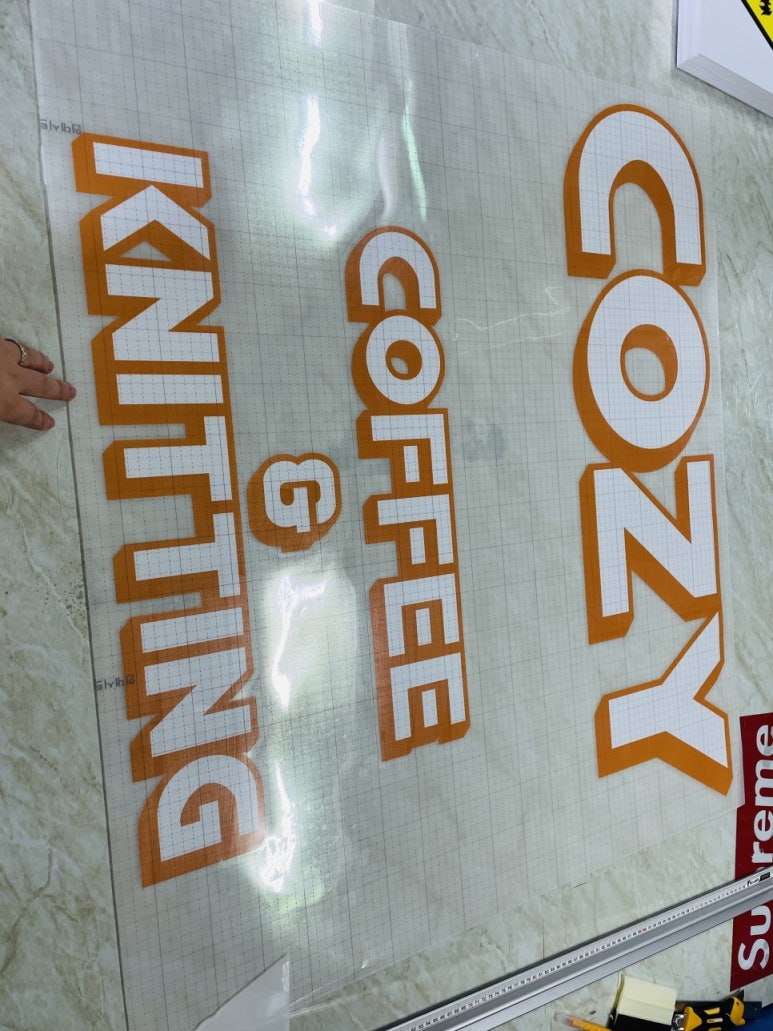 COZY
COFFEE
&
KNITTING
Supreme